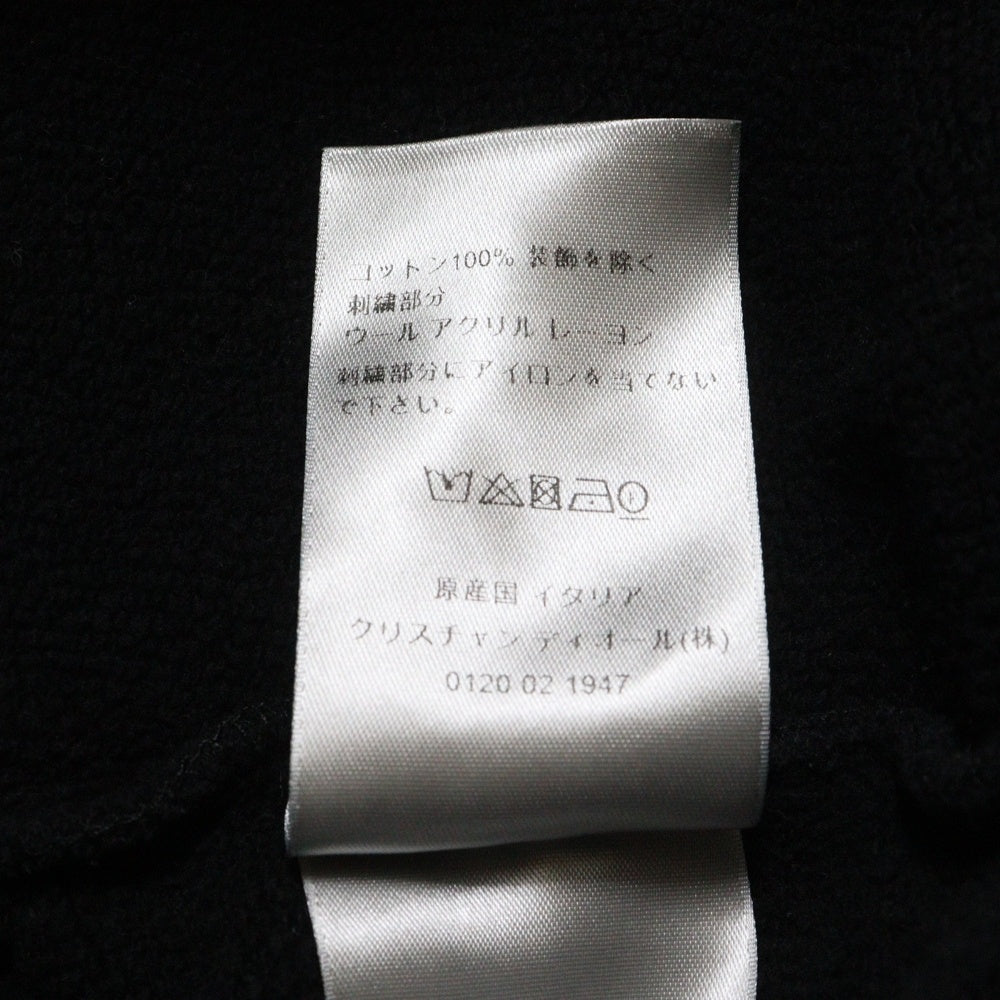 コットン100% 装飾を除く
刺繍部分
ウール アクリル レーヨン
刺繍部分にアイロンを当てない
で下さい。
原産国 イタリア
クリスチャン ディオール(株)
0120 02 1947